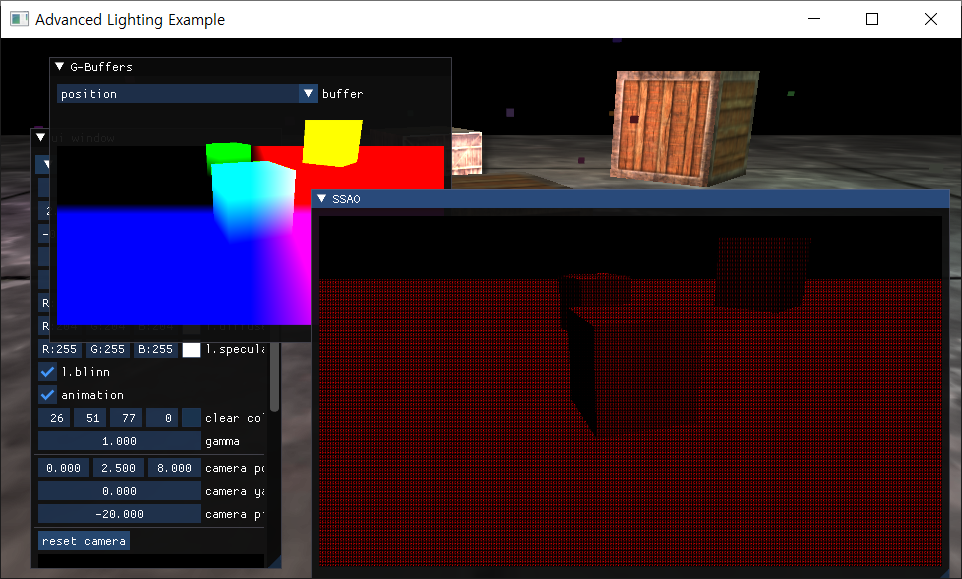 Advanced Lighting Example
G-Buffers
position buffer
ui window
SSAO
R:255 G:255 B:255 l.specula
l.blinn
animation
26 51 77 0 clear col
1.000 gamma
0.000 2.500 8.000 camera po
0.000 camera ya
-20.000 camera pi
reset camera